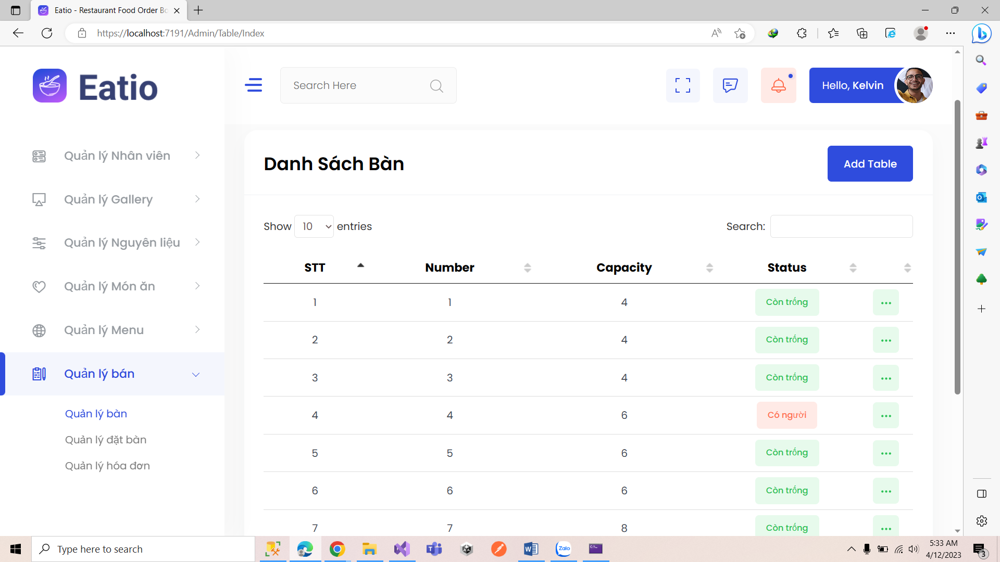 Eatio - Restaurant Food Order Bo
https://localhost:7191/Admin/Table/Index
Eatio
Search Here
Hello, Kelvin
Quản lý Nhân viên
Quản lý Gallery
Quản lý Nguyên liệu
Quản lý Món ăn
Quản lý Menu
Quản lý bán
Quản lý bàn
Quản lý đặt bàn
Quản lý hóa đơn
Danh Sách Bàn
Add Table
Show 10 entries
Search:
STT Number Capacity Status
1 1 4 Còn trống ...
2 2 4 Còn trống ...
3 3 4 Còn trống ...
4 4 6 Có người ...
5 5 6 Còn trống ...
6 6 6 Còn trống ...
7 7 8 Còn trống ...
Type here to search
Zalo
5:33 AM
4/12/2023
3